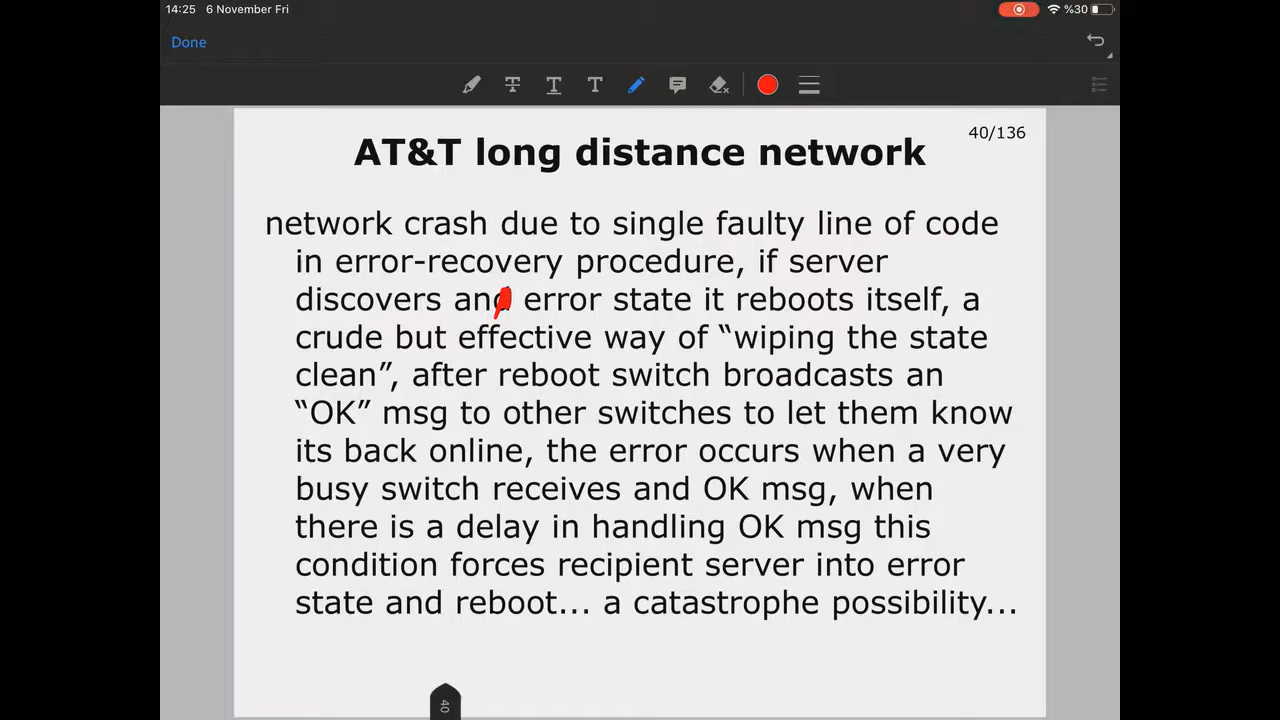 14:25 6 November Fri %30
Done
40/136
AT&T long distance network
network crash due to single faulty line of code
in error-recovery procedure, if server
discovers and error state it reboots itself, a
crude but effective way of “wiping the state
clean”, after reboot switch broadcasts an
“OK” msg to other switches to let them know
its back online, the error occurs when a very
busy switch receives and OK msg, when
there is a delay in handling OK msg this
condition forces recipient server into error
state and reboot... a catastrophe possibility...
40